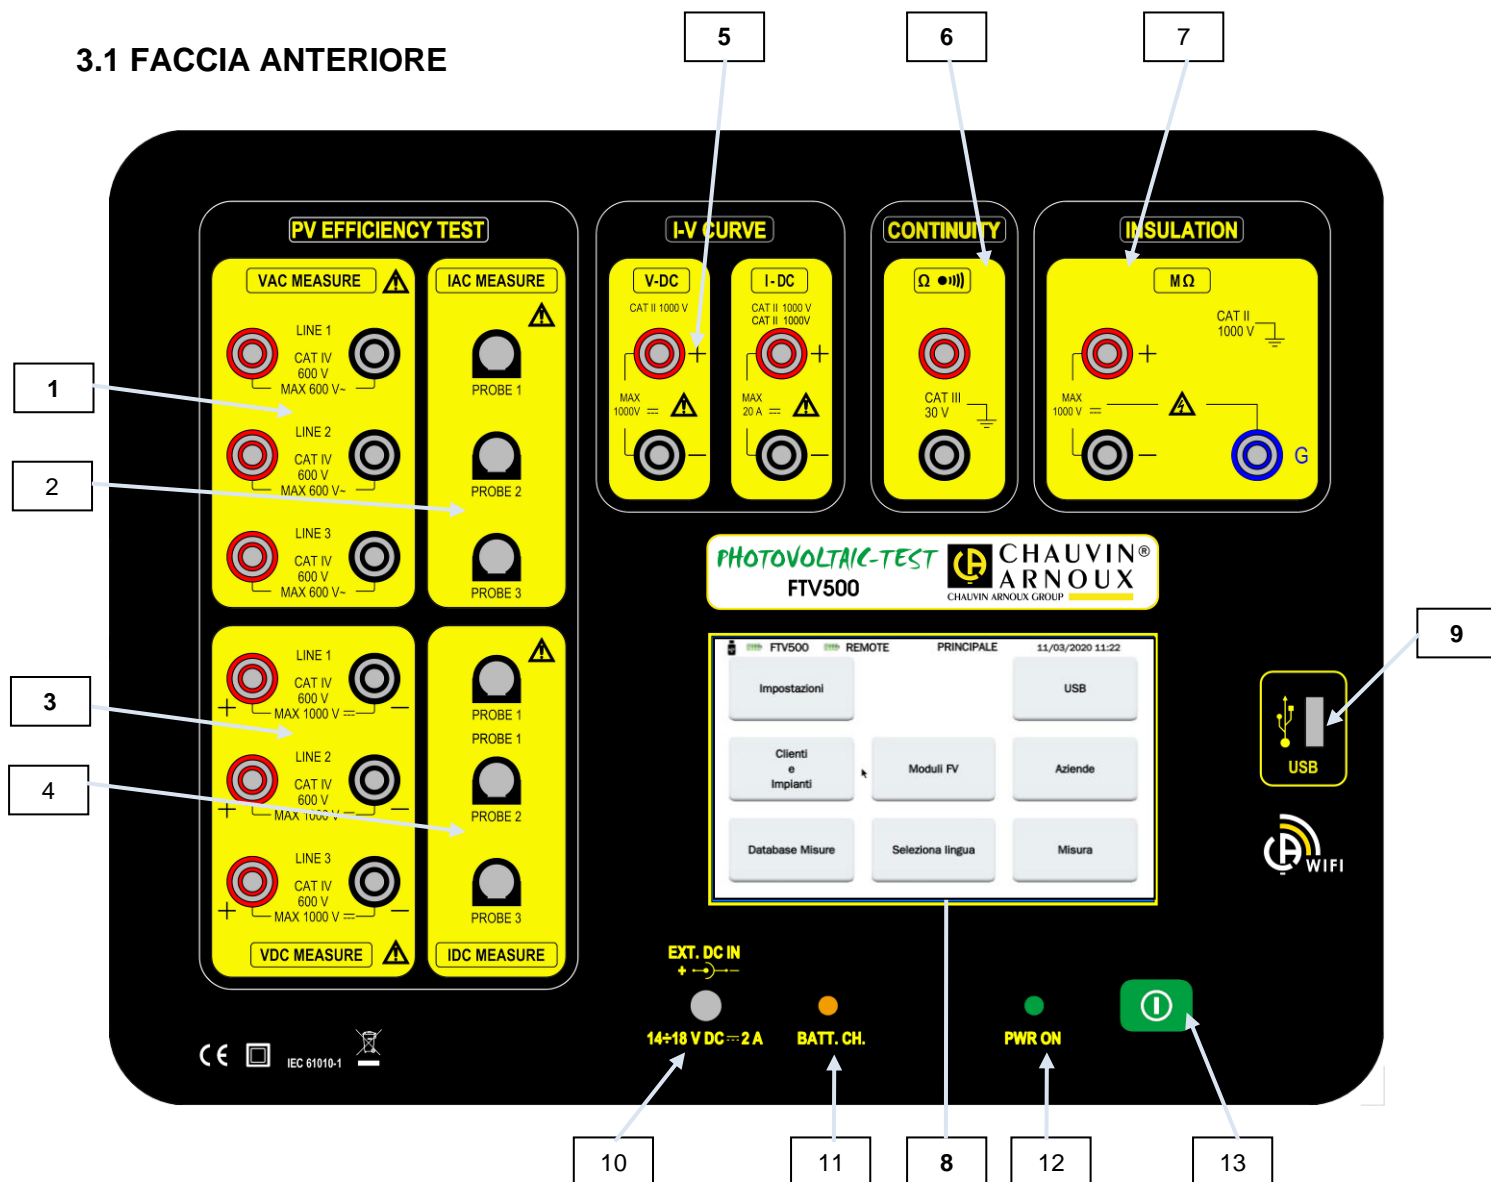 3.1 FACCIA ANTERIORE
5
6
7
PV EFFICIENCY TEST
VAC MEASURE
LINE 1
CAT IV
600 V
MAX 600 V~
LINE 2
CAT IV
600 V
MAX 600 V~
LINE 3
CAT IV
600 V
MAX 600 V~
IAC MEASURE
PROBE 1
PROBE 2
PROBE 3
1
2
LINE 1
CAT IV
600 V
+ MAX 1000 V ⎓ −
LINE 2
CAT IV
600 V
+ MAX 1000 V ⎓ −
LINE 3
CAT IV
600 V
+ MAX 1000 V ⎓ −
VDC MEASURE
PROBE 1
PROBE 1
PROBE 2
PROBE 3
IDC MEASURE
3
4
I-V CURVE
V-DC
CAT II 1000 V
+
MAX
1000V ⎓
−
I - DC
CAT II 1000 V
CAT II 1000V
+
MAX
20 A ⎓
−
CONTINUITY
Ω
CAT III
30 V
INSULATION
M Ω
CAT II
1000 V
+
MAX
1000 V ⎓
−
G
PHOTOVOLTAIC-TEST
FTV500
CHAUVIN®
ARNOUX
CHAUVIN ARNOUX GROUP
FTV500 REMOTE PRINCIPALE 11/03/2020 11:22
Impostazioni
USB
Clienti
e
Impianti
Moduli FV
Aziende
Database Misure
Seleziona lingua
Misura
9
USB
WIFI
EXT. DC IN
+ −
14÷18 V DC ⎓ 2 A
BATT. CH.
PWR ON
CE
IEC 61010-1
10
11
8
12
13